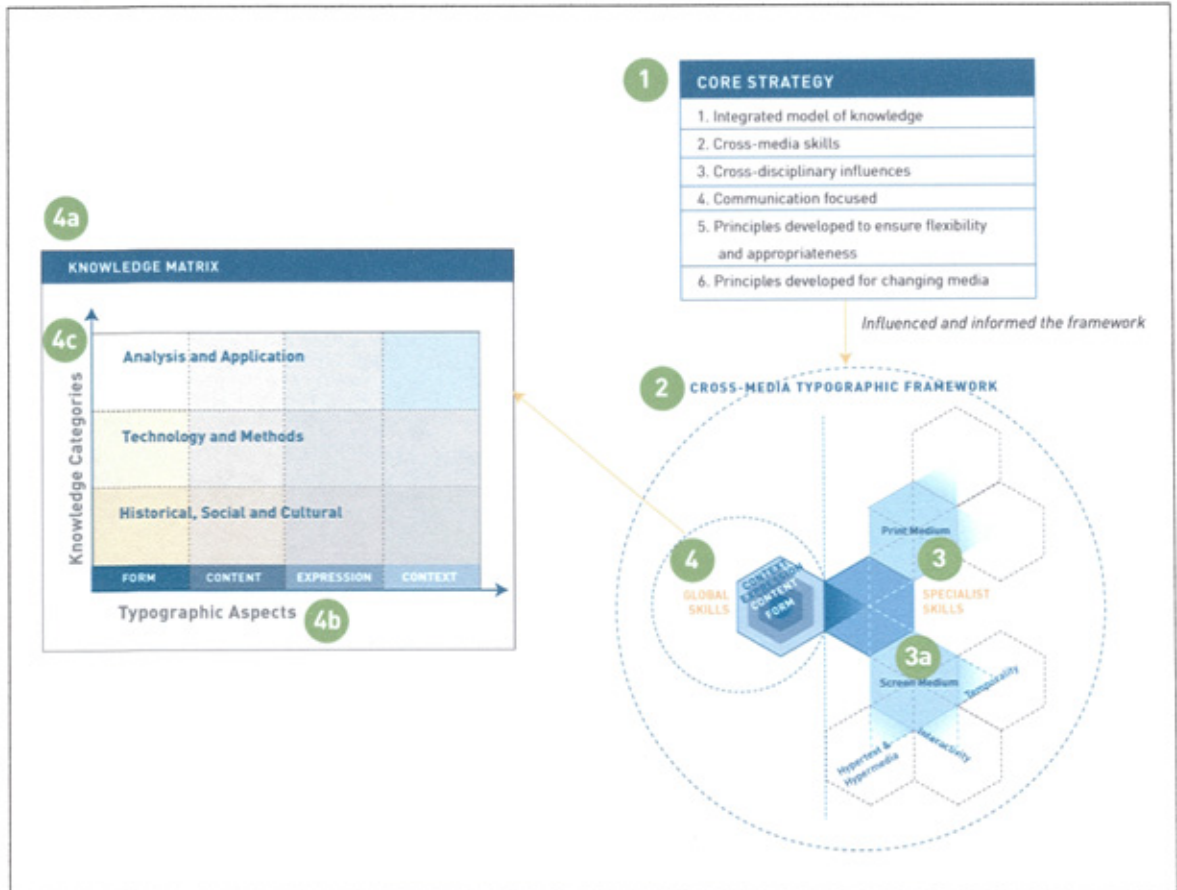 1
CORE STRATEGY
1. Integrated model of knowledge
2. Cross-media skills
3. Cross-disciplinary influences
4. Communication focused
5. Principles developed to ensure flexibility
and appropriateness
6. Principles developed for changing media
Influenced and informed the framework
4a
KNOWLEDGE MATRIX
4c
Knowledge Categories
Analysis and Application
Technology and Methods
Historical, Social and Cultural
FORM CONTENT EXPRESSION CONTEXT
Typographic Aspects
4b
2
CROSS-MEDIA TYPOGRAPHIC FRAMEWORK
4
GLOBAL
SKILLS
CONTEXT
EXPRESSION
CONTENT
FORM
Print Medium
3
SPECIALIST
SKILLS
3a
Screen Medium
Temporality
Interactivity
Hypertext &
Hypermedia